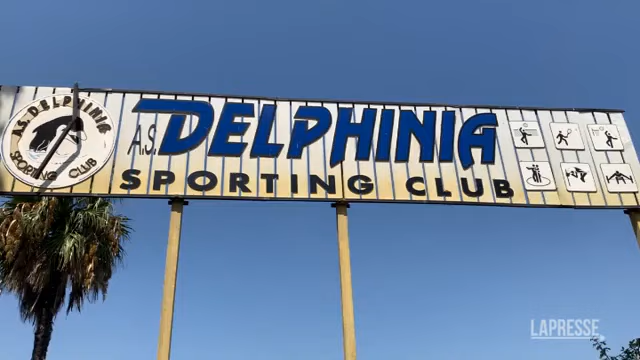 A.S. DELPHINIA
SPORTING CLUB
A.S. DELPHINIA
SPORTING CLUB
LAPRESSE